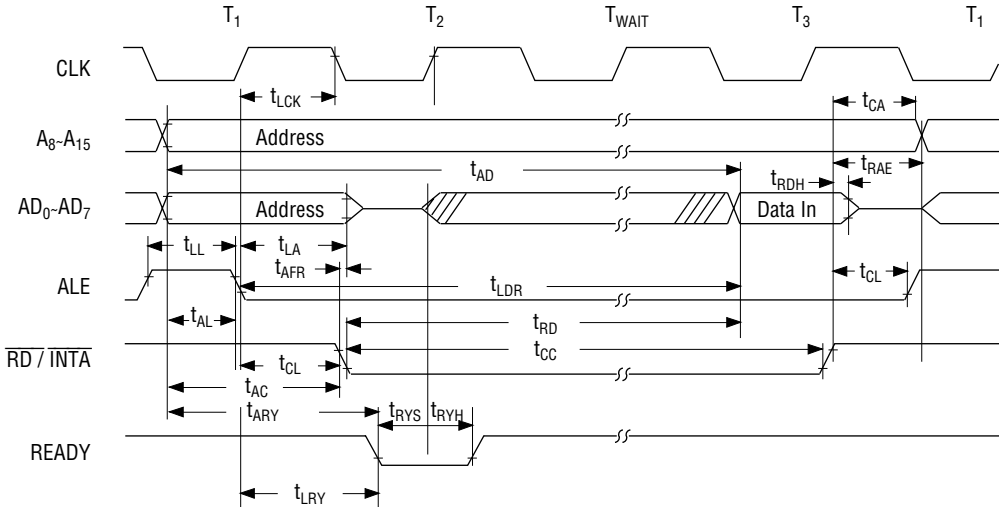 T1 T2 TWAIT T3 T1
CLK
tLCK tCA
A8~A15 Address
tAD tRAE
tRDH
AD0~AD7 Address Data In
tLL tLA
tAFR tCL
ALE tLDR
tAL tRD
RD / INTA tCL tCC
tAC
tARY tRYS tRYH
READY
tLRY